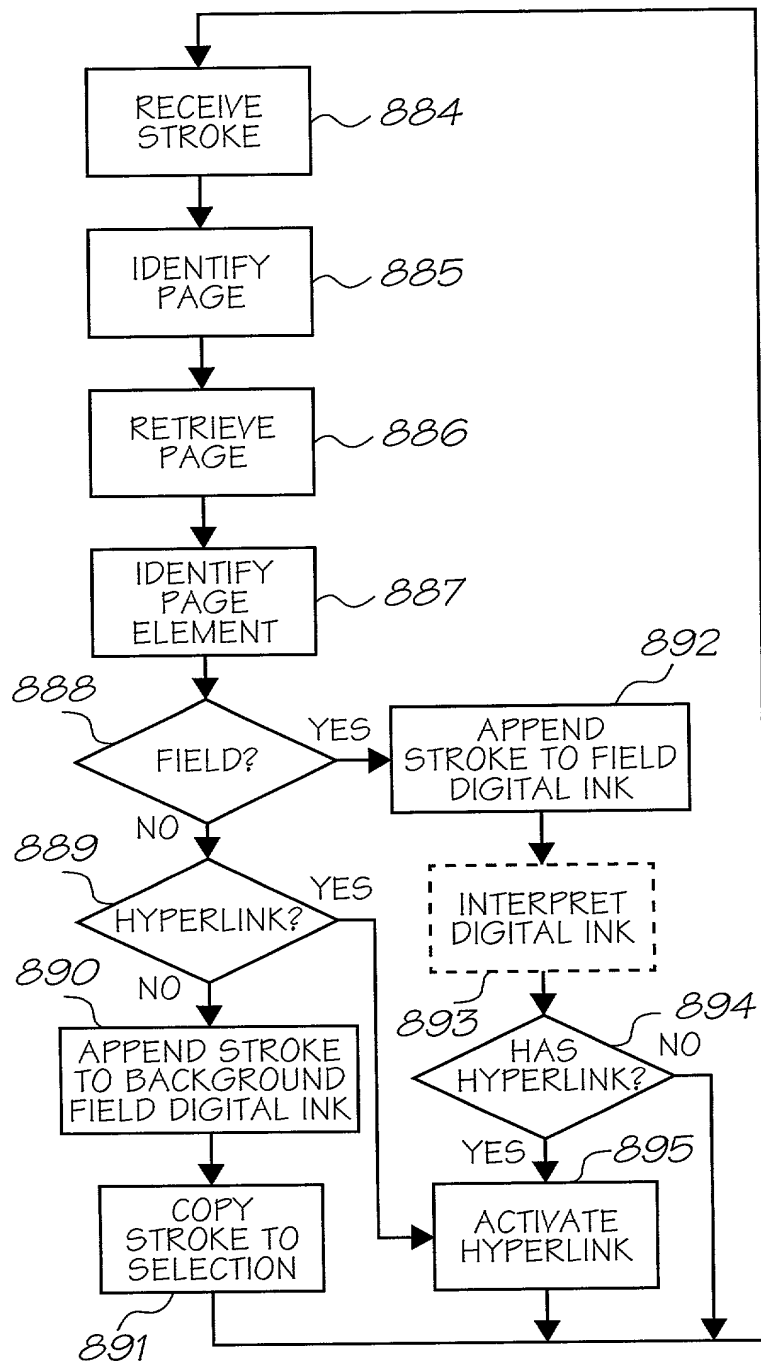 RECEIVE
STROKE
884
IDENTIFY
PAGE
885
RETRIEVE
PAGE
886
IDENTIFY
PAGE
ELEMENT
887
888
FIELD?
YES
NO
892
APPEND
STROKE TO FIELD
DIGITAL INK
889
HYPERLINK?
YES
NO
INTERPRET
DIGITAL INK
893
890
APPEND STROKE
TO BACKGROUND
FIELD DIGITAL INK
894
HAS
HYPERLINK?
NO
YES
COPY
STROKE TO
SELECTION
891
895
ACTIVATE
HYPERLINK